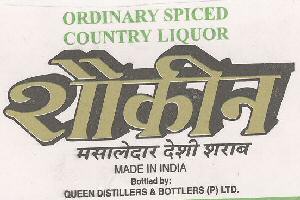 ORDINARY SPICED
COUNTRY LIQUOR
शौकीन
मसालेदार देशी शराब
MADE IN INDIA
Bottled by:
QUEEN DISTILLERS & BOTTLERS (P) LTD.